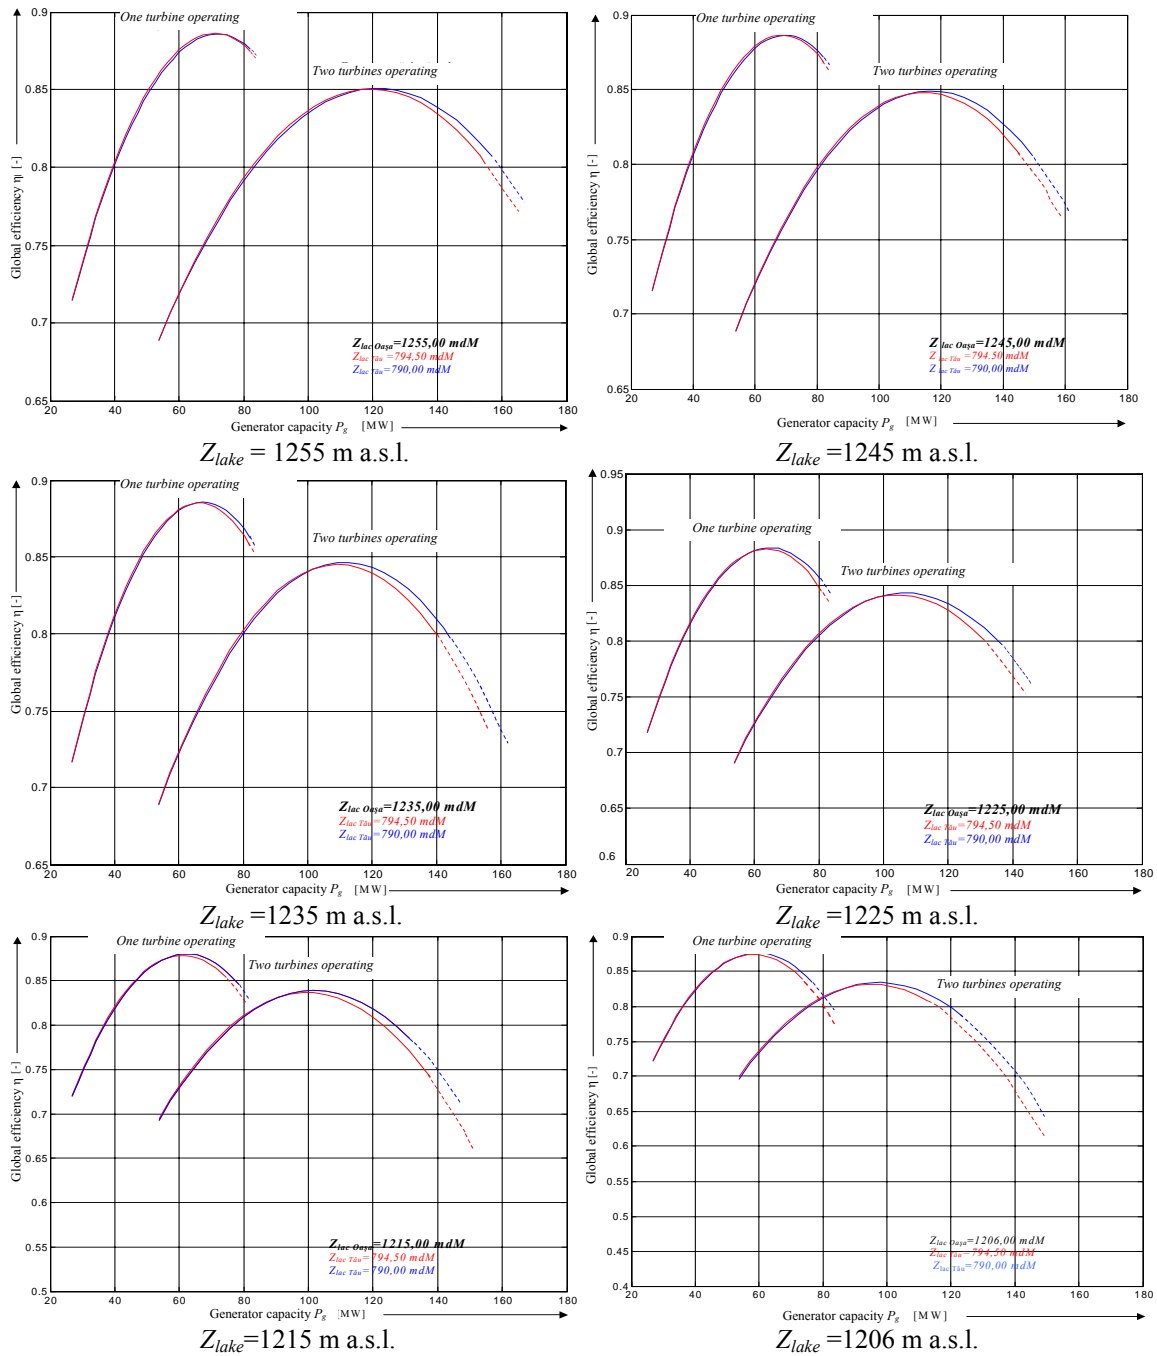 One turbine operating
Two turbines operating
Global efficiency η [-]
0.9
0.85
0.8
0.75
0.7
0.65
Z lac Oaşa=1255,00 mdM
Z lac Tău=794,50 mdM
Z lac Tău=790,00 mdM
20 40 60 80 100 120 140 160 180
Generator capacity Pg [MW]
Zlake = 1255 m a.s.l.
One turbine operating
Two turbines operating
Global efficiency η [-]
0.9
0.85
0.8
0.75
0.7
0.65
Z lac Oaşa=1245,00 mdM
Z lac Tău=794.50 mdM
Z lac Tău=790,00 mdM
20 40 60 80 100 120 140 160 180
Generator capacity Pg [MW]
Zlake =1245 m a.s.l.
One turbine operating
Two turbines operating
Global efficiency η [-]
0.9
0.85
0.8
0.75
0.7
0.65
Z lac Oaşa=1235,00 mdM
Z lac Tău=794,50 mdM
Z lac Tău=790,00 mdM
20 40 60 80 100 120 140 160 180
Generator capacity Pg [MW]
Zlake =1235 m a.s.l.
One turbine operating
Two turbines operating
Global efficiency η [-]
0.95
0.9
0.85
0.8
0.75
0.7
0.65
0.6
Z lac Oaşa=1225,00 mdM
Z lac Tău=794,50 mdM
Z lac Tău=790,00 mdM
20 40 60 80 100 120 140 160 180
Generator capacity Pg [MW]
Zlake =1225 m a.s.l.
One turbine operating
Two turbines operating
Global efficiency η [-]
0.9
0.85
0.8
0.75
0.7
0.65
0.6
0.55
0.5
Z lac Oaşa=1215,00 mdM
Z lac Tău=794,50 mdM
Z lac Tău=790,00 mdM
20 40 60 80 100 120 140 160 180
Generator capacity Pg [MW]
Zlake=1215 m a.s.l.
One turbine operating
Two turbines operating
Global efficiency η [-]
0.9
0.85
0.8
0.75
0.7
0.65
0.6
0.55
0.5
0.45
0.4
Z lac Oaşa=1206,00 mdM
Z lac Tău=794,50 mdM
Z lac Tău=790,00 mdM
20 40 60 80 100 120 140 160 180
Generator capacity Pg [MW]
Zlake =1206 m a.s.l.